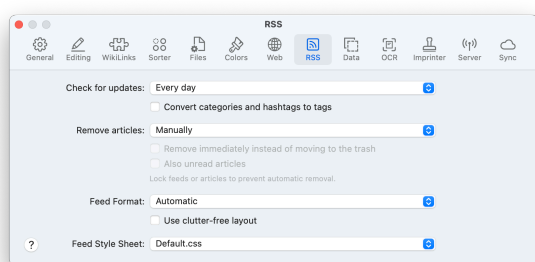 RSS
General Editing WikiLinks Sorter Files Colors Web RSS Data OCR Imprinter Server Sync
Check for updates: Every day
Convert categories and hashtags to tags
Remove articles: Manually
Remove immediately instead of moving to the trash
Also unread articles
Lock feeds or articles to prevent automatic removal.
Feed Format: Automatic
Use clutter-free layout
? Feed Style Sheet: Default.css